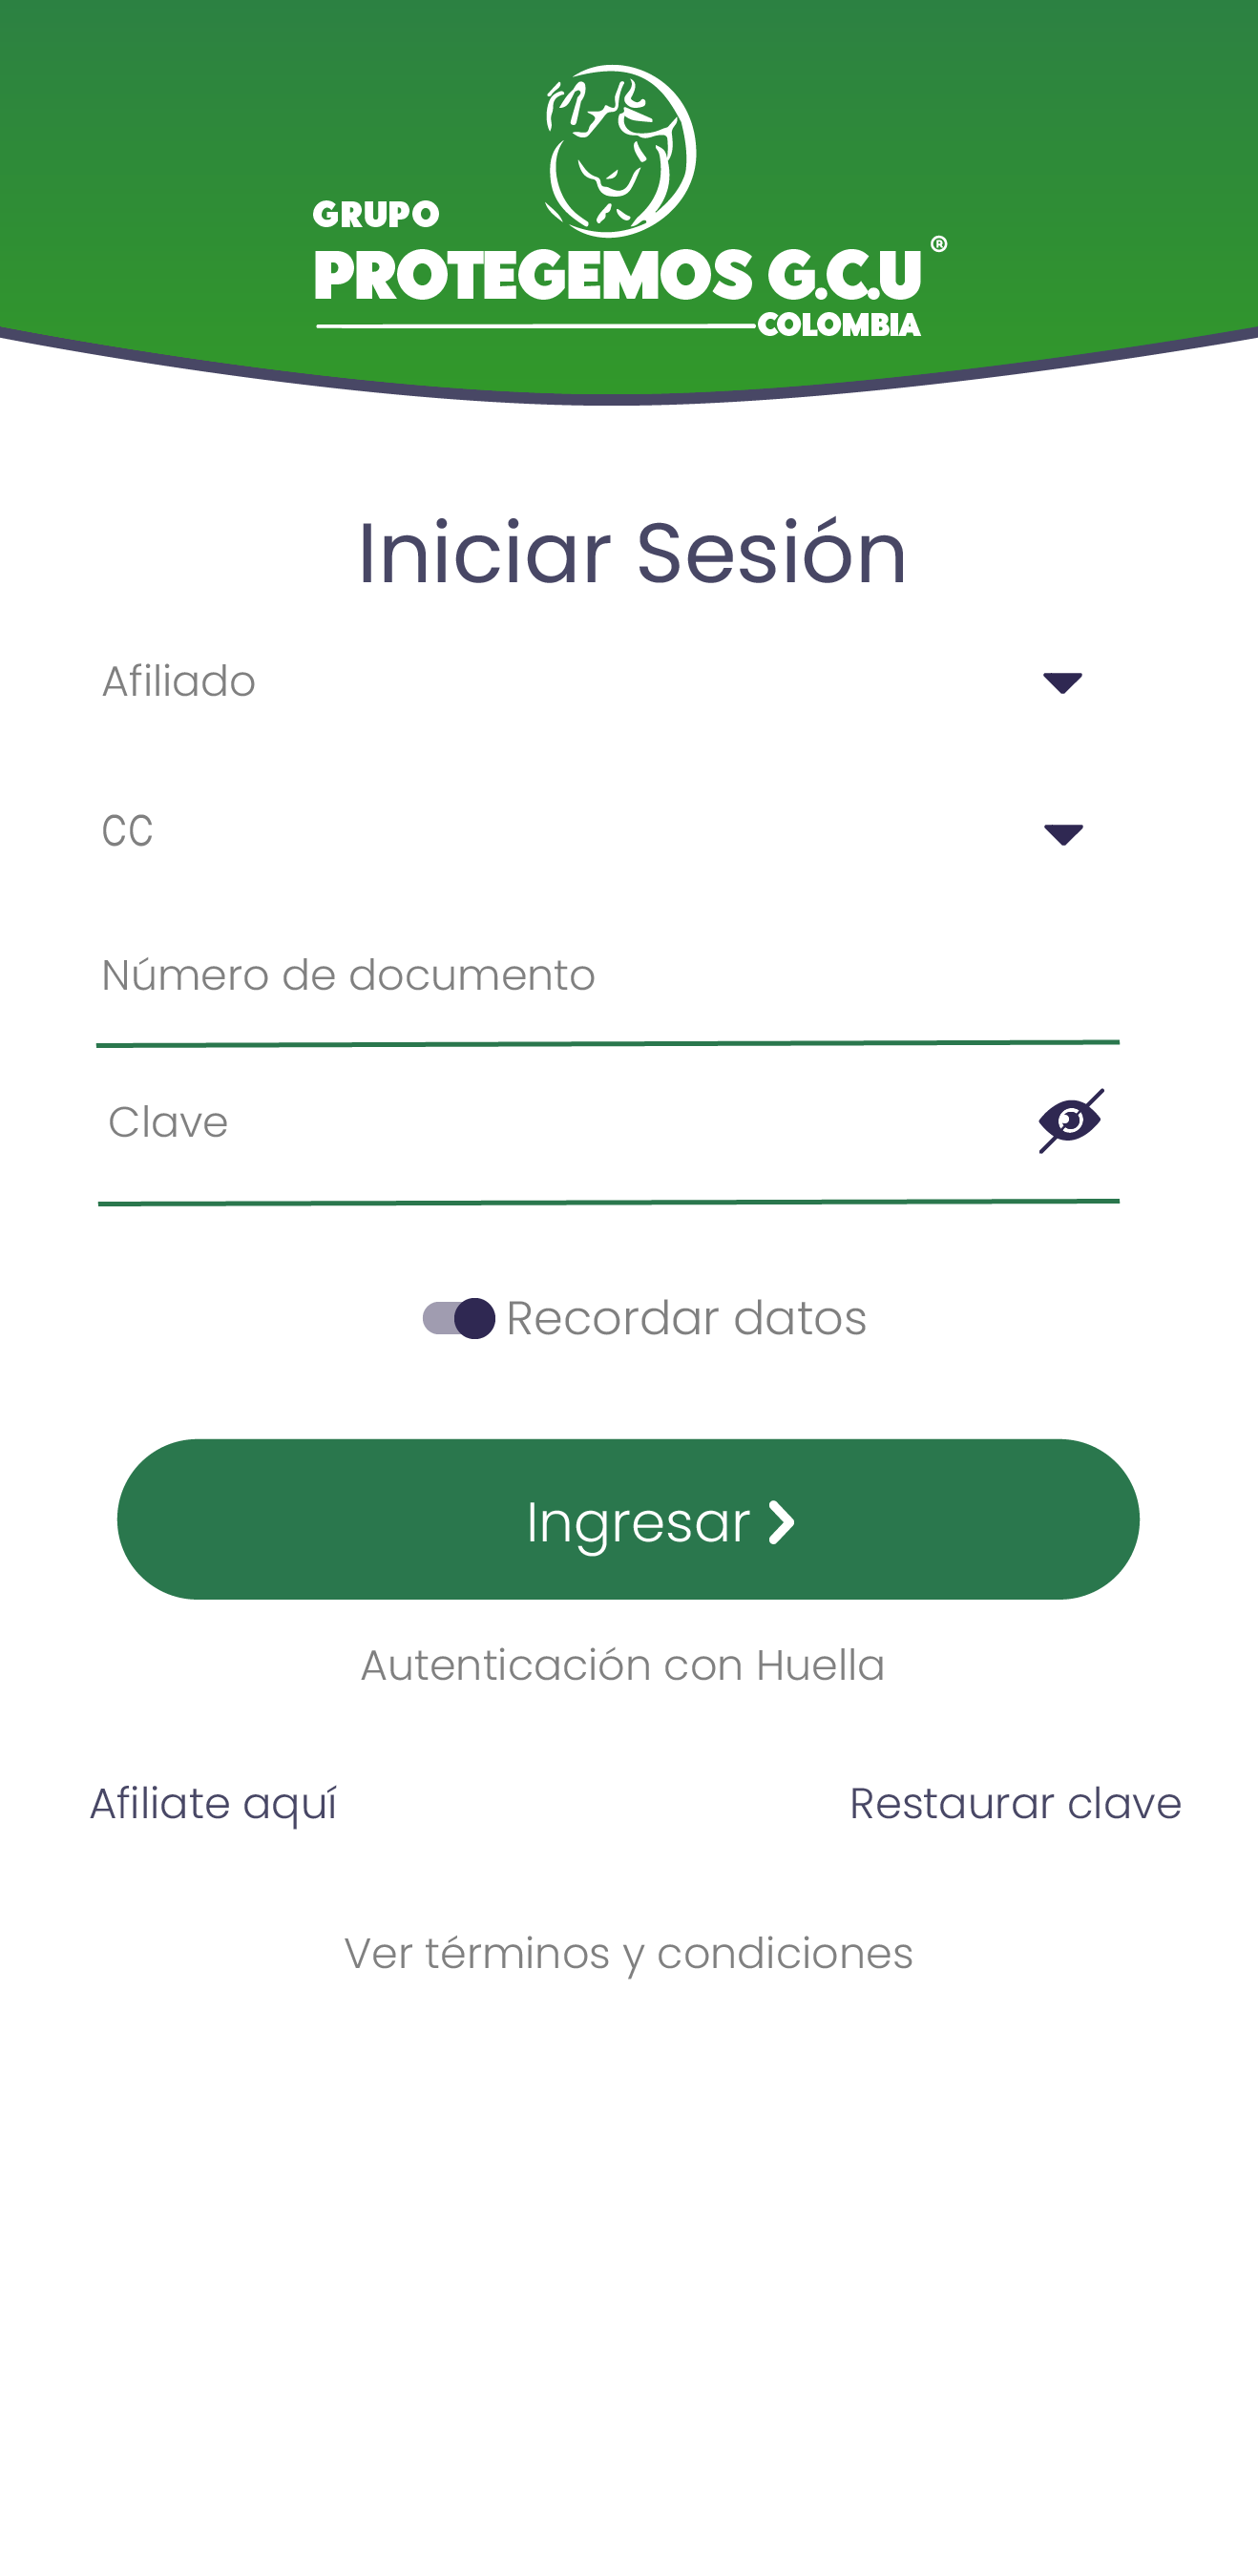 GRUPO
PROTEGEMOS G.C.U ®
COLOMBIA
Iniciar Sesión
Afiliado
CC
Número de documento
Clave
Recordar datos
Ingresar
Autenticación con Huella
Afiliate aquí
Restaurar clave
Ver términos y condiciones